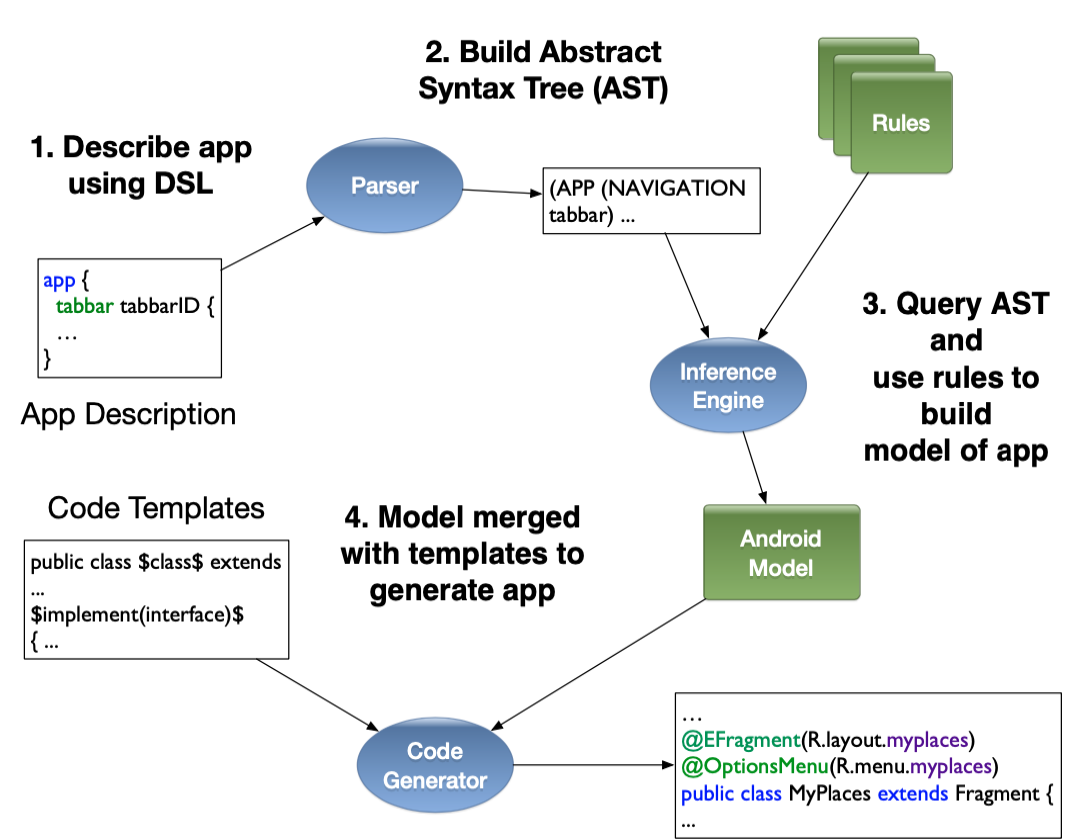 2. Build Abstract
Syntax Tree (AST)
Rules
1. Describe app
using DSL
Parser
(APP (NAVIGATION
tabbar) ...
app {
tabbar tabbarID {
...
}
App Description
3. Query AST
and
use rules to
build
model of app
Inference
Engine
Code Templates
public class $class$ extends
...
$implement(interface)$
{ ...
4. Model merged
with templates to
generate app
Android
Model
Code
Generator
...
@EFragment(R.layout.myplaces)
@OptionsMenu(R.menu.myplaces)
public class MyPlaces extends Fragment {
...